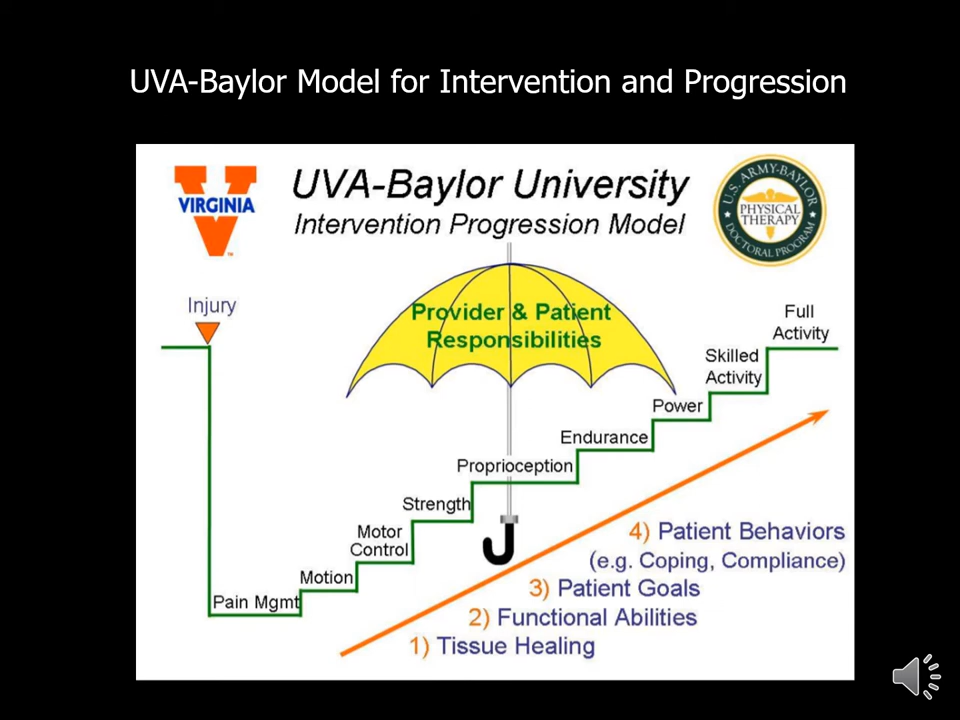 UVA-Baylor Model for Intervention and Progression
VIRGINIA
TM
UVA-Baylor University
Intervention Progression Model
U.S. ARMY-BAYLOR
PHYSICAL
THERAPY
DOCTORAL PROGRAM
Injury
Provider & Patient
Responsibilities
Full
Activity
Skilled
Activity
Power
Endurance
Proprioception
Strength
Motor
Control
Motion
Pain Mgmt
4) Patient Behaviors
(e.g. Coping, Compliance)
3) Patient Goals
2) Functional Abilities
1) Tissue Healing